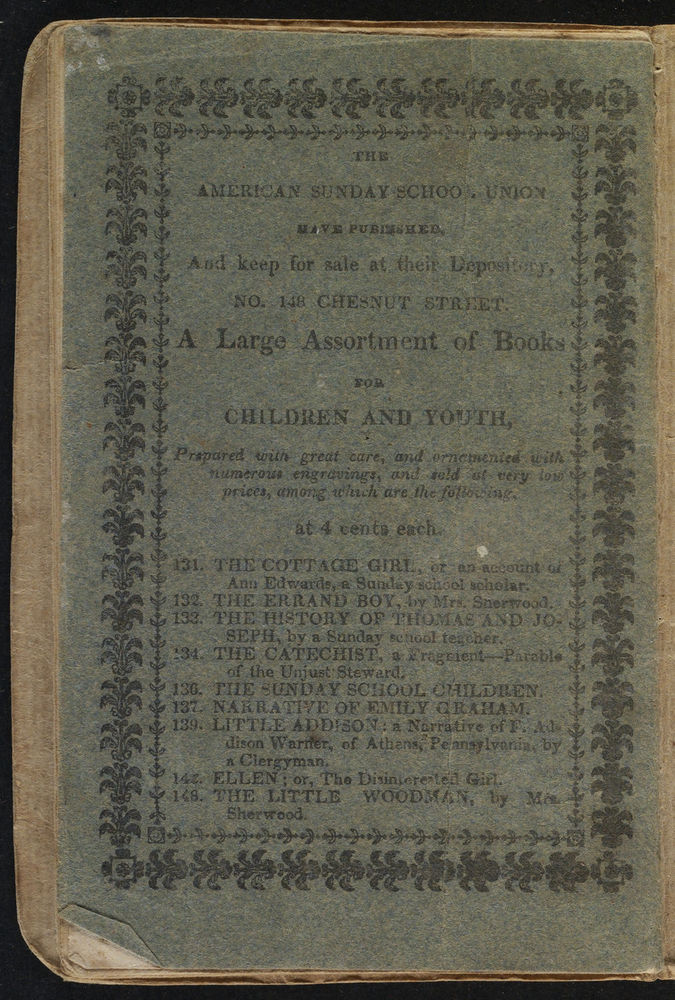 THE
AMERICAN SUNDAY SCHOOL UNION
HAVE PUBLISHED,
And keep for sale at their Depository,
NO. 148 CHESNUT STREET.
A Large Assortment of Books
FOR
CHILDREN AND YOUTH,
Prepared with great care, and ornamented with
numerous engravings, and sold at very low
prices, among which are the following.
at 4 cents each.
131. THE COTTAGE GIRL, or an account of
Ann Edwards, a Sunday school scholar.
132. THE ERRAND BOY, by Mrs. Sherwood.
133. THE HISTORY OF THOMAS AND JO-
SEPH, by a Sunday school teacher.
134. THE CATECHIST, a Fragment—Parable
of the Unjust Steward.
136. THE SUNDAY SCHOOL CHILDREN.
137. NARRATIVE OF EMILY GRAHAM.
139. LITTLE ADDISON: a Narrative of F. Ad-
dison Warner, of Athens, Pennsylvania, by
a Clergyman.
ELLEN; or, The Disinterested Girl.
148. THE LITTLE WOODMAN, by Mrs.
Sherwood.